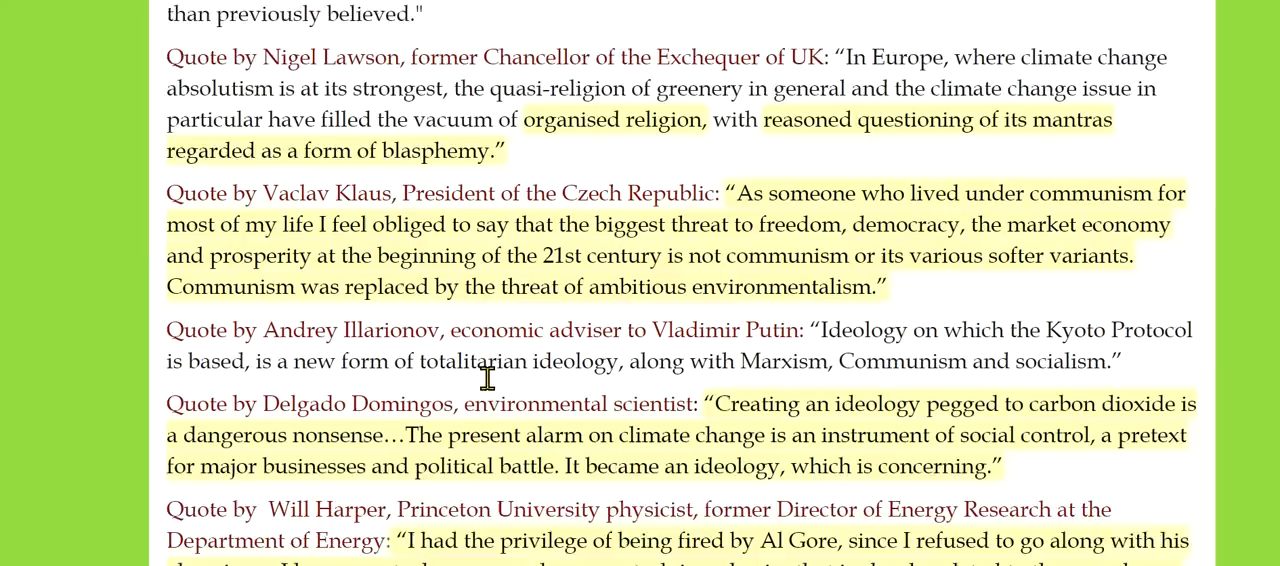 than previously believed."
Quote by Nigel Lawson, former Chancellor of the Exchequer of UK: “In Europe, where climate change
absolutism is at its strongest, the quasi-religion of greenery in general and the climate change issue in
particular have filled the vacuum of organised religion, with reasoned questioning of its mantras
regarded as a form of blasphemy.”
Quote by Vaclav Klaus, President of the Czech Republic: “As someone who lived under communism for
most of my life I feel obliged to say that the biggest threat to freedom, democracy, the market economy
and prosperity at the beginning of the 21st century is not communism or its various softer variants.
Communism was replaced by the threat of ambitious environmentalism.”
Quote by Andrey Illarionov, economic adviser to Vladimir Putin: “Ideology on which the Kyoto Protocol
is based, is a new form of totalitarian ideology, along with Marxism, Communism and socialism.”
Quote by Delgado Domingos, environmental scientist: “Creating an ideology pegged to carbon dioxide is
a dangerous nonsense…The present alarm on climate change is an instrument of social control, a pretext
for major businesses and political battle. It became an ideology, which is concerning.”
Quote by  Will Harper, Princeton University physicist, former Director of Energy Research at the
Department of Energy: “I had the privilege of being fired by Al Gore, since I refused to go along with his